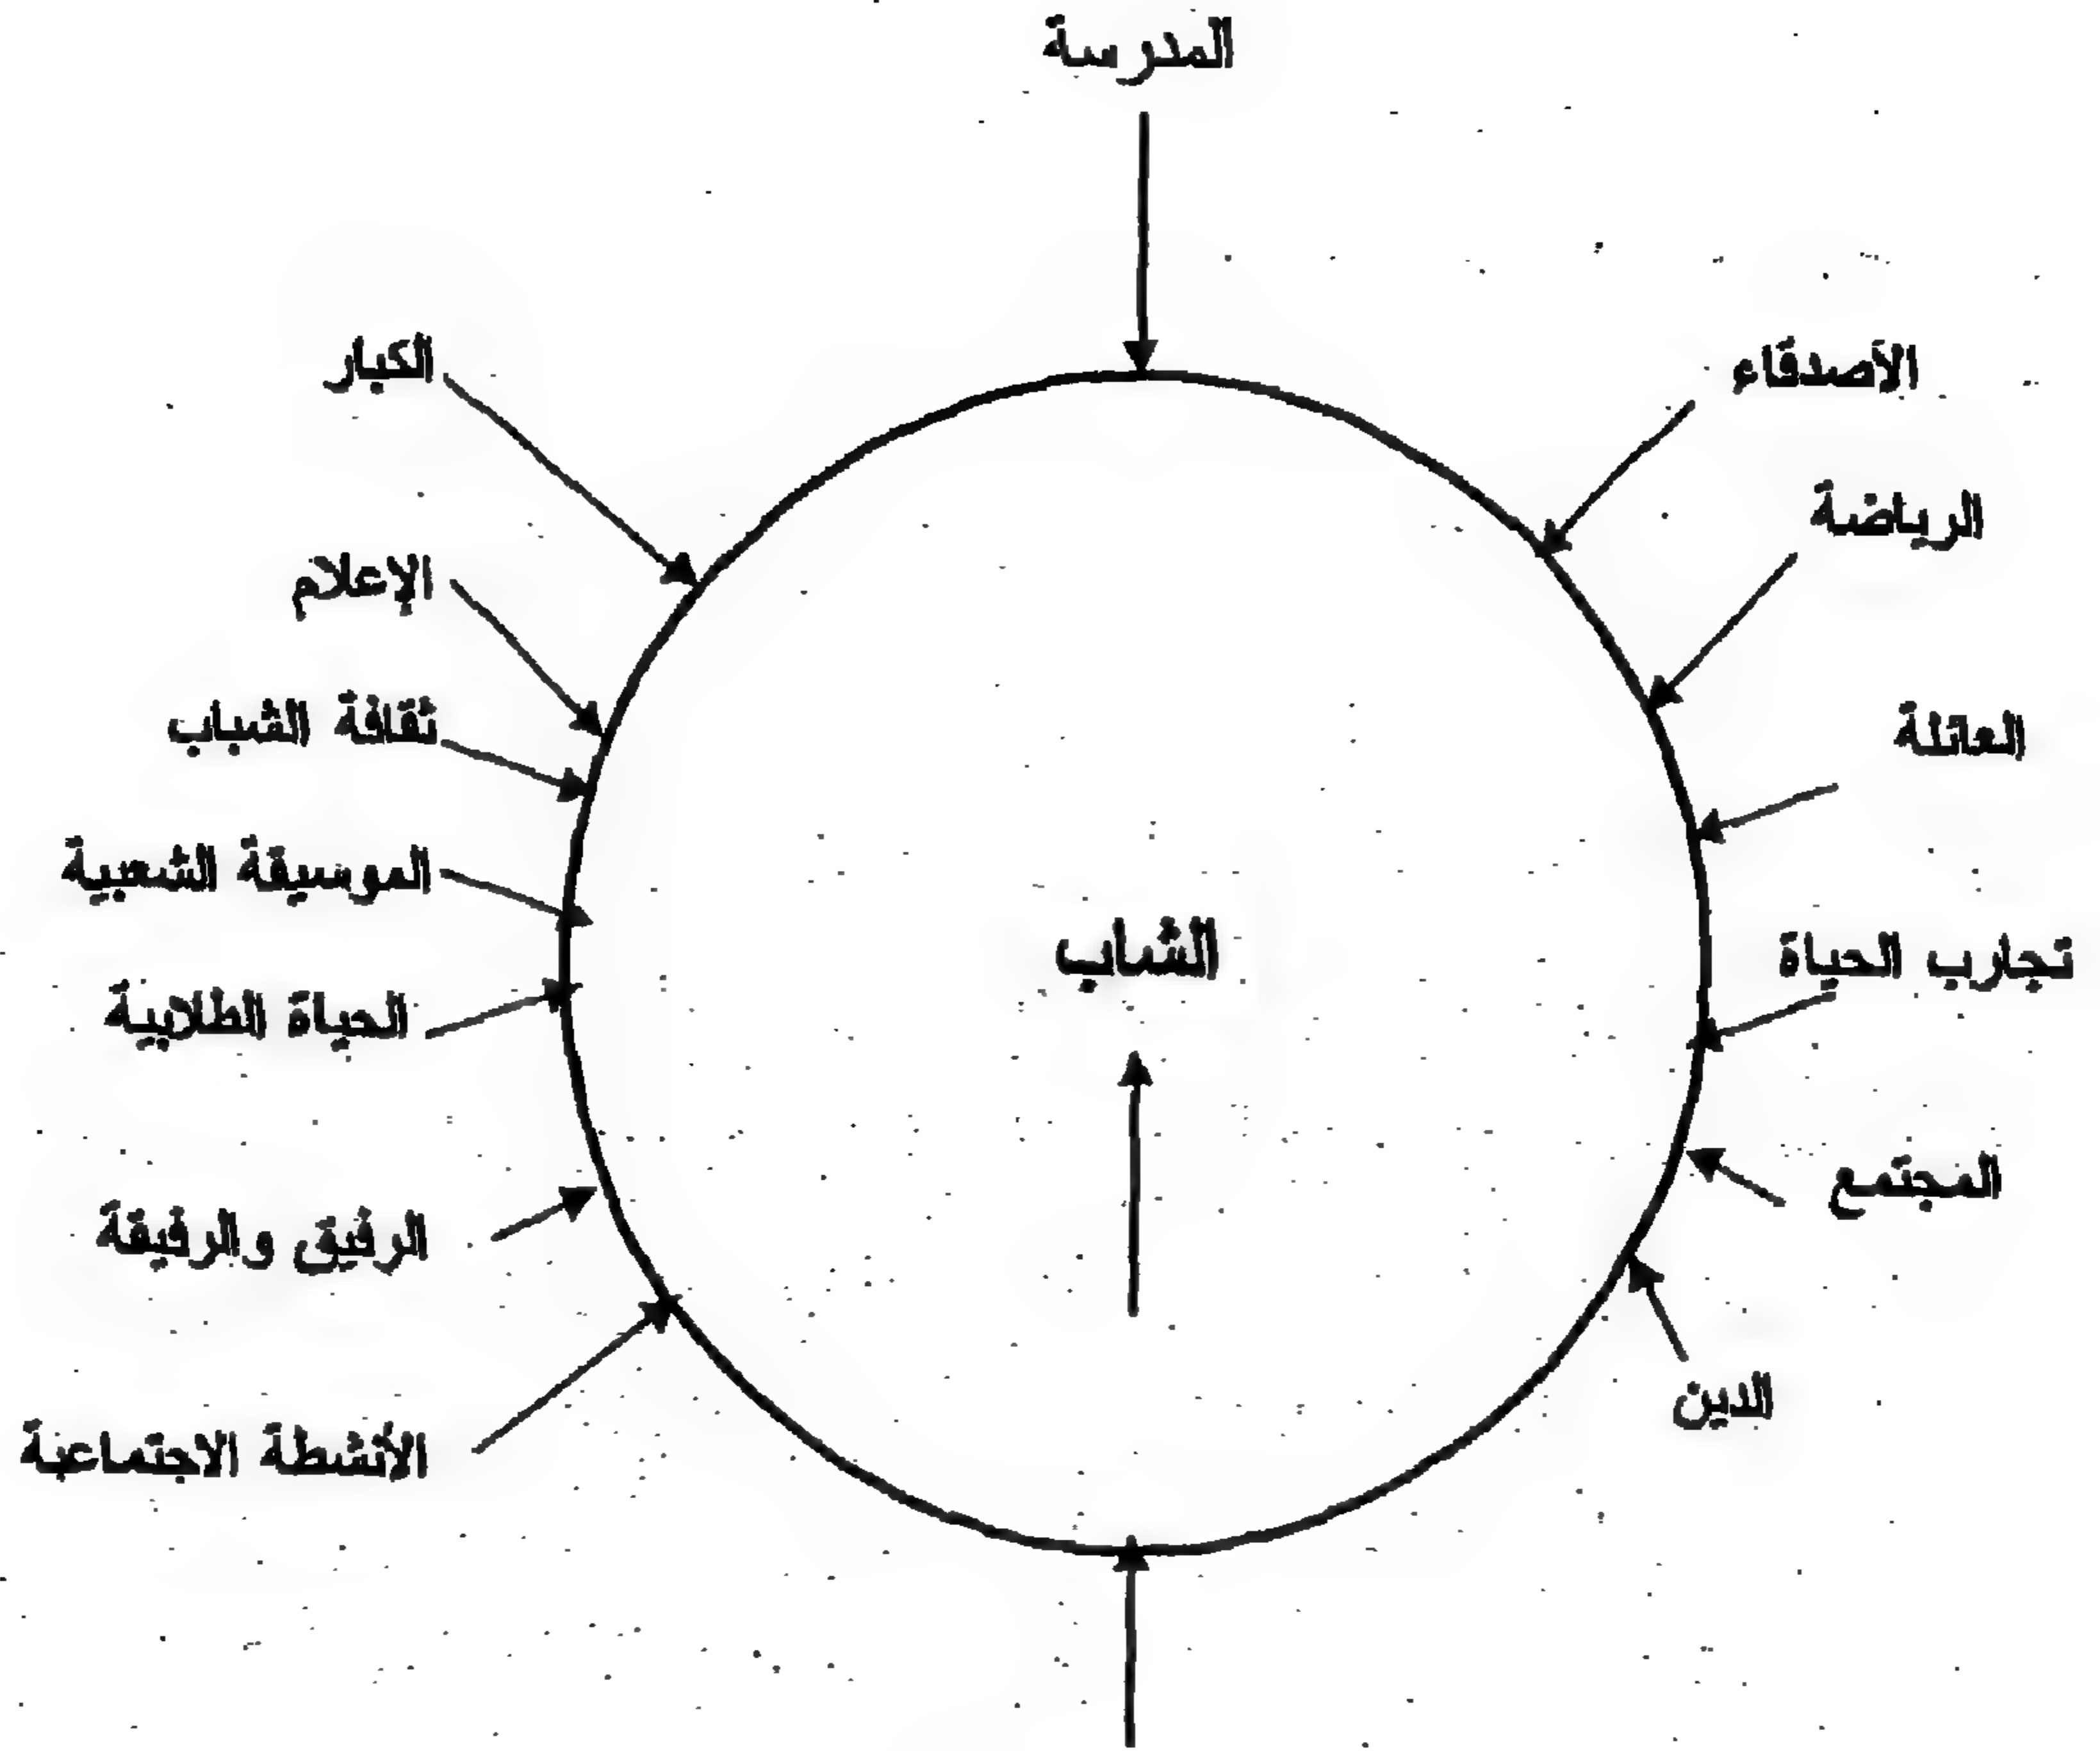 المدرسة
الأصدقاء
الكبار
الرياضة
الإعلام
ثقافة الشباب
العائلة
الموسيقة الشعبية
الشاب
تجارب الحياة
الحياة الطلابية
المجتمع
الرفيق والرفيقة
الدين
الأنشطة الاجتماعية